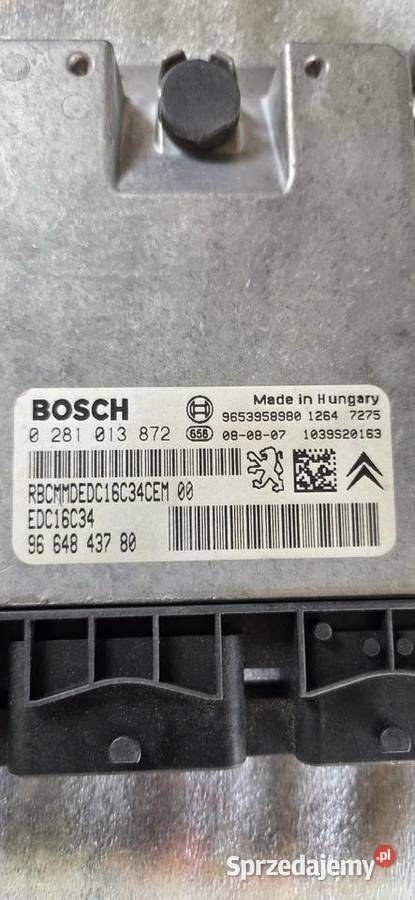 BOSCH
Made in Hungary
9653958980 1264 7275
0 281 013 872 658 08-08-07 1039S20163
RBCMMDEDC16C34CEM 00
EDC16C34
96 648 437 80
Sprzedajemy.pl